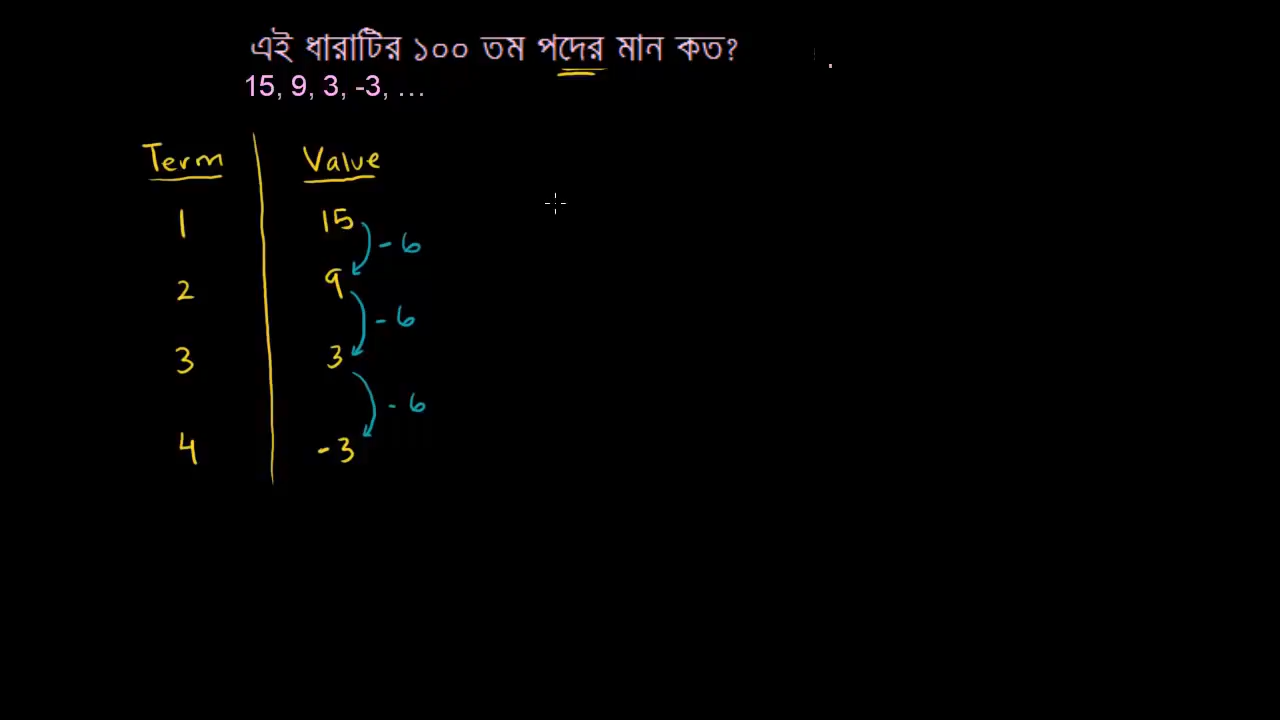 এই ধারাটির ১০০ তম পদের মান কত?
15, 9, 3, -3, ...
Term Value
1 15
-6
2 9
-6
3 3
-6
4 -3